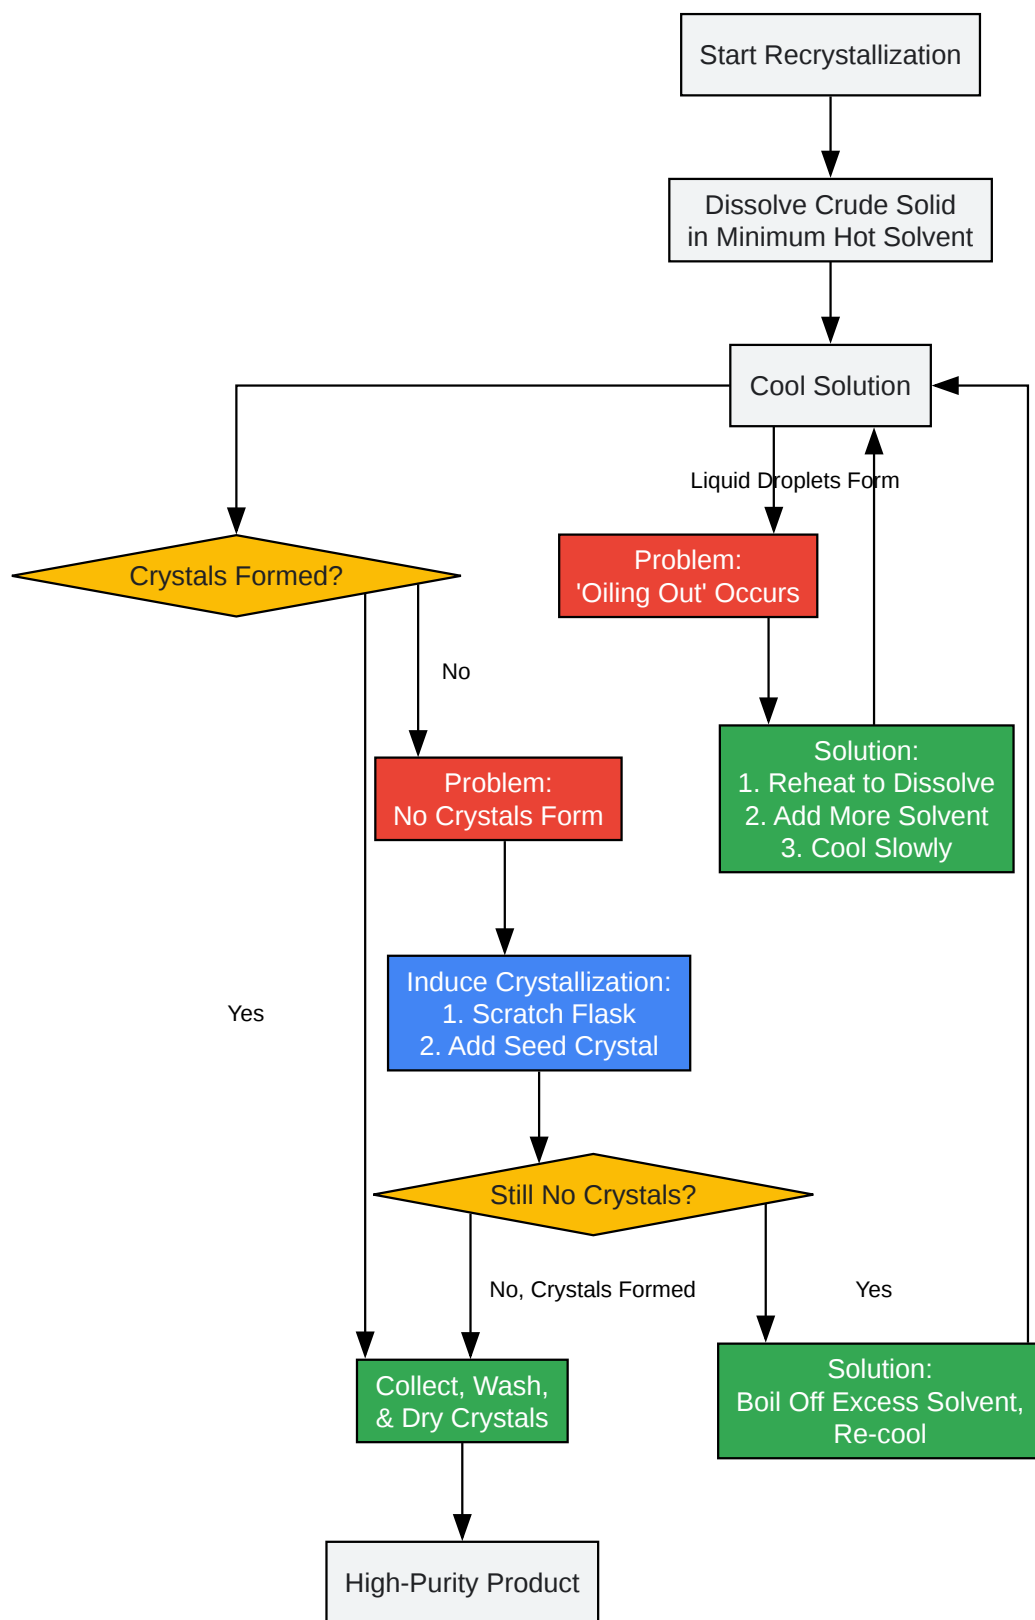 Start Recrystallization
Dissolve Crude Solid
in Minimum Hot Solvent
Cool Solution
Liquid Droplets Form
Crystals Formed?
Problem:
'Oiling Out' Occurs
No
Solution:
1. Reheat to Dissolve
2. Add More Solvent
3. Cool Slowly
Problem:
No Crystals Form
Induce Crystallization:
1. Scratch Flask
2. Add Seed Crystal
Yes
Still No Crystals?
No, Crystals Formed
Yes
Collect, Wash,
& Dry Crystals
Solution:
Boil Off Excess Solvent,
Re-cool
High-Purity Product